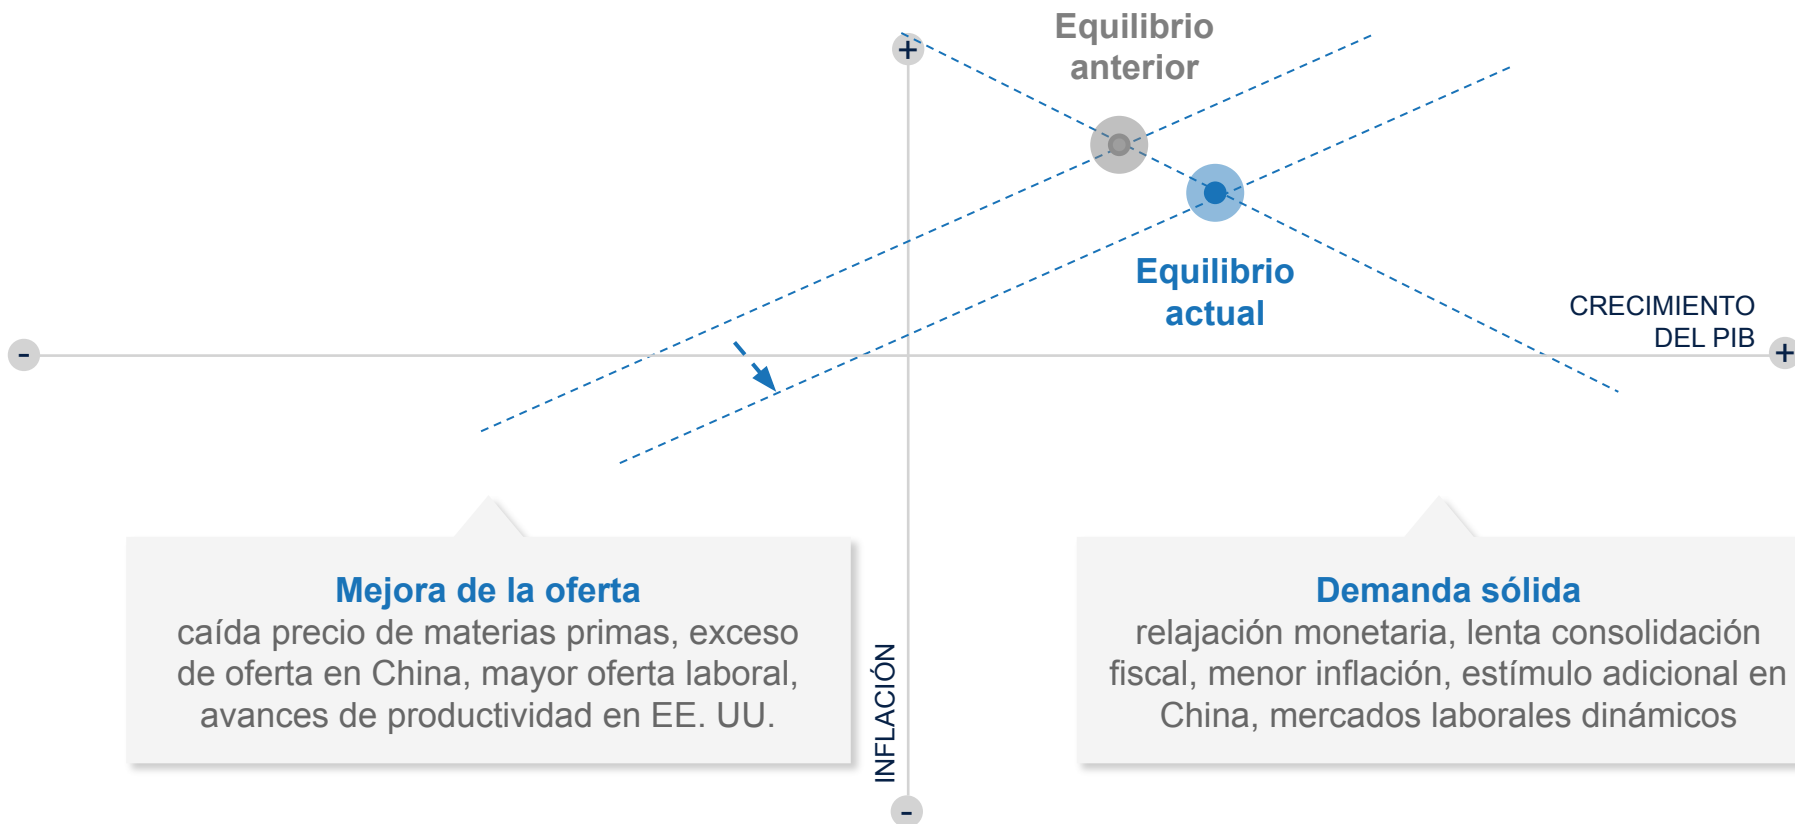 Equilibrio
anterior
+
Equilibrio
actual
CRECIMIENTO
DEL PIB
-
+
Mejora de la oferta
caída precio de materias primas, exceso
de oferta en China, mayor oferta laboral,
avances de productividad en EE. UU.
INFLACIÓN
Demanda sólida
relajación monetaria, lenta consolidación
fiscal, menor inflación, estímulo adicional en
China, mercados laborales dinámicos
-